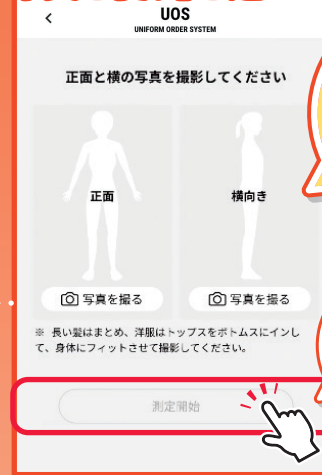 UOS
UNIFORM ORDER SYSTEM
正面と横の写真を撮影してください
正面
横向き
写真を撮る
写真を撮る
※ 長い髪はまとめ、洋服はトップスをボトムスにインし
て、身体にフィットさせて撮影してください。
測定開始